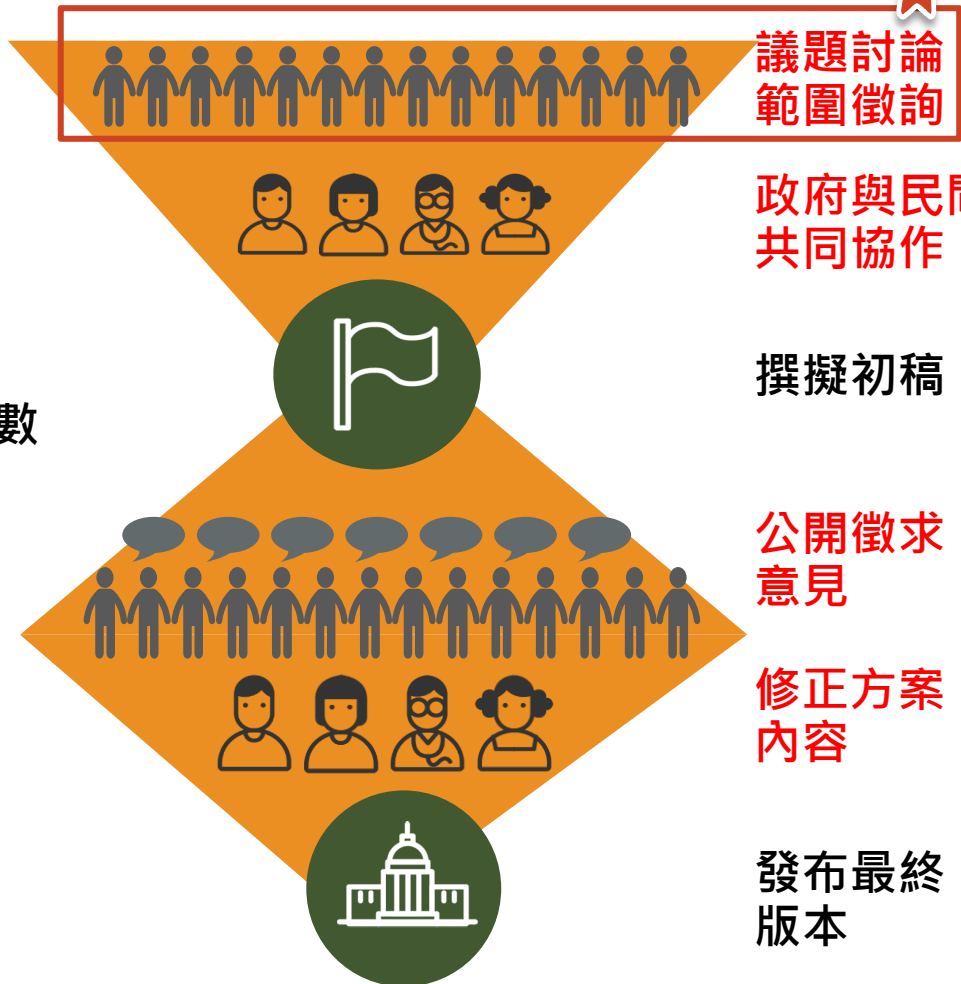 議題討論
範圍徵詢
政府與民間
共同協作
撰擬初稿
數
公開徵求
意見
修正方案
內容
發布最終
版本